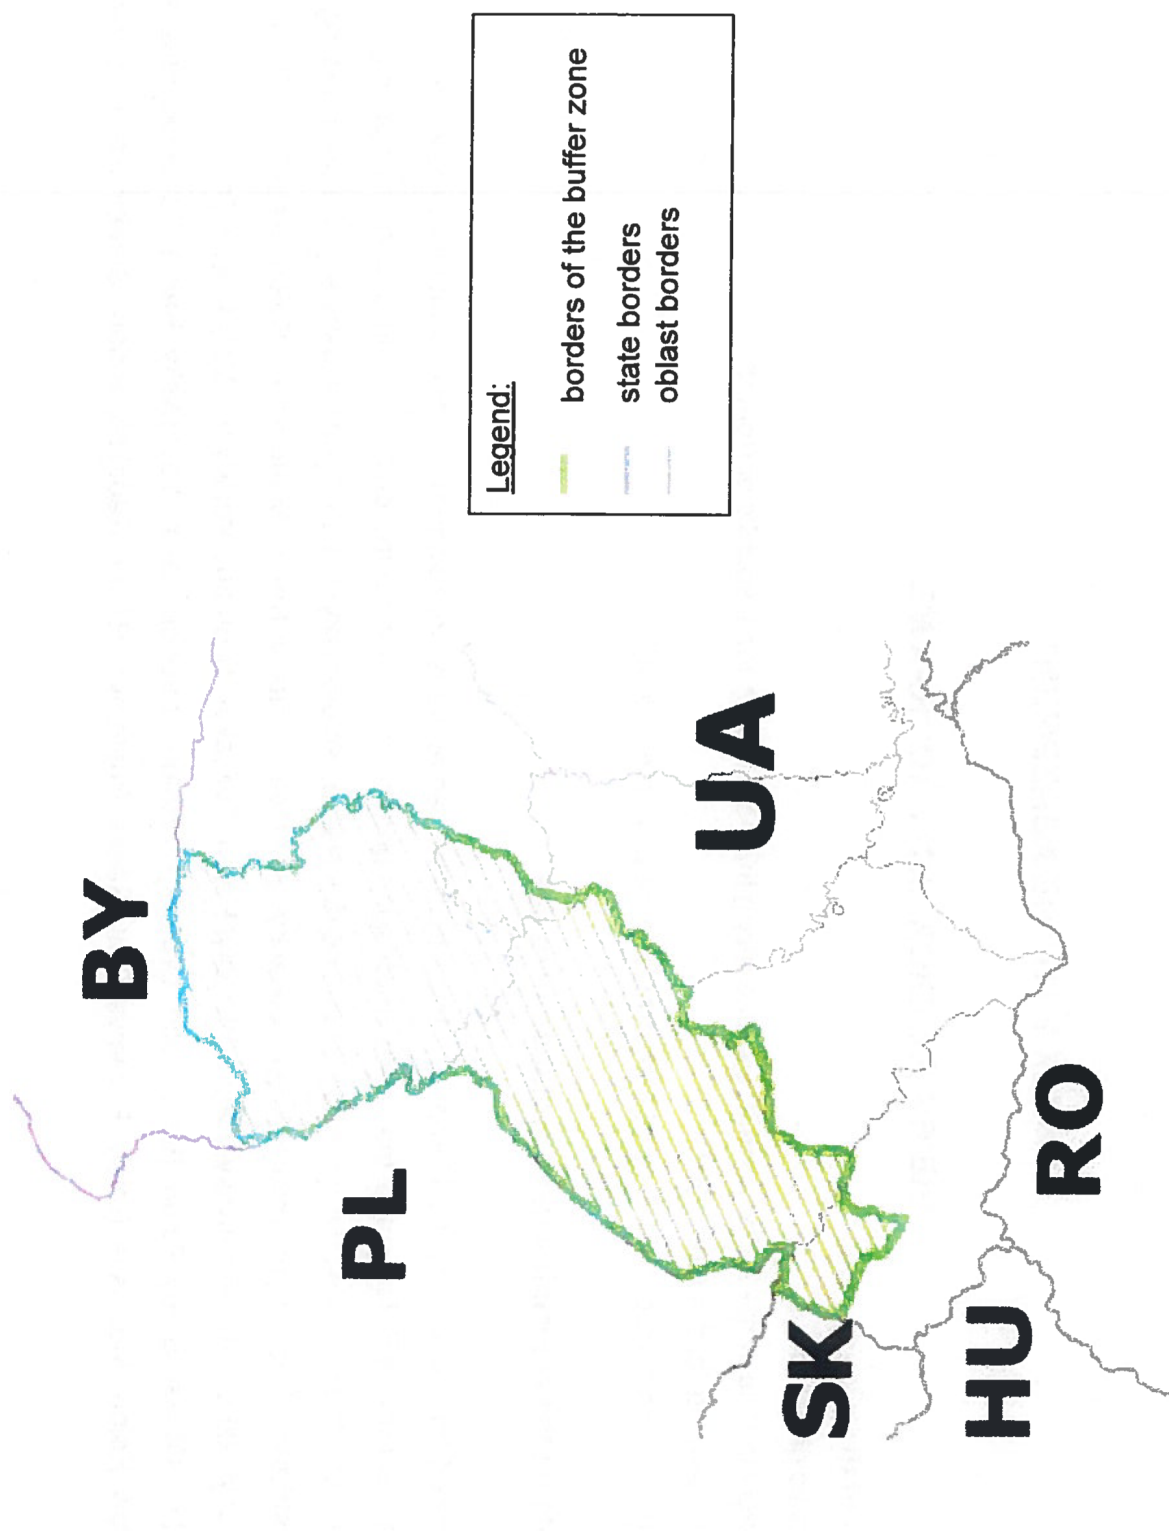 Legend:
borders of the buffer zone
state borders
oblast borders
BY
PL
UA
SK
HU
RO